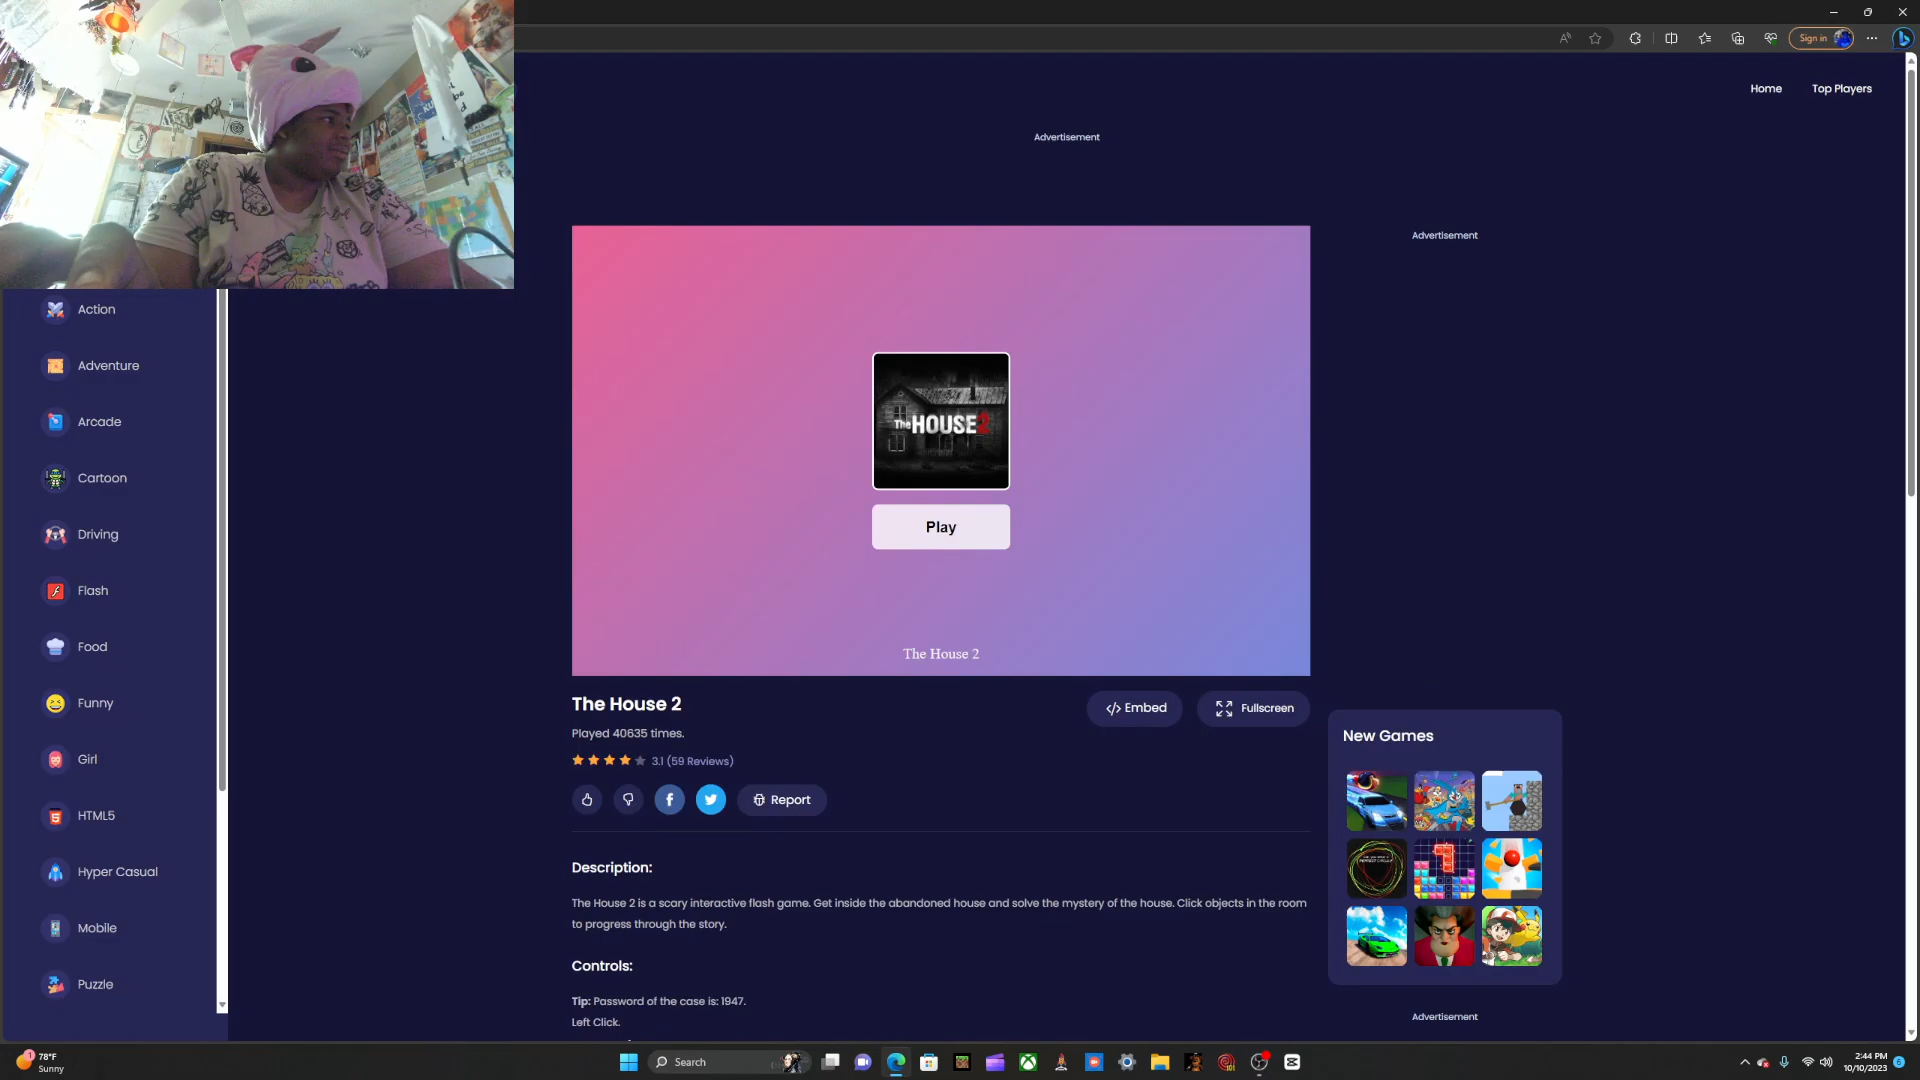 Sign in
Home
Top Players
Advertisement
Advertisement
Action
Adventure
Arcade
Cartoon
Driving
Flash
Food
Funny
Girl
HTML5
Hyper Casual
Mobile
Puzzle
The HOUSE 2
Play
The House 2
The House 2
Embed
Fullscreen
Played 40635 times.
3.1 (59 Reviews)
Report
Description:
The House 2 is a scary interactive flash game. Get inside the abandoned house and solve the mystery of the house. Click objects in the room
to progress through the story.
Controls:
Tip: Password of the case is: 1947.
Left Click.
New Games
Advertisement
1
78°F
Sunny
Search
2:44 PM
10/10/2023
6